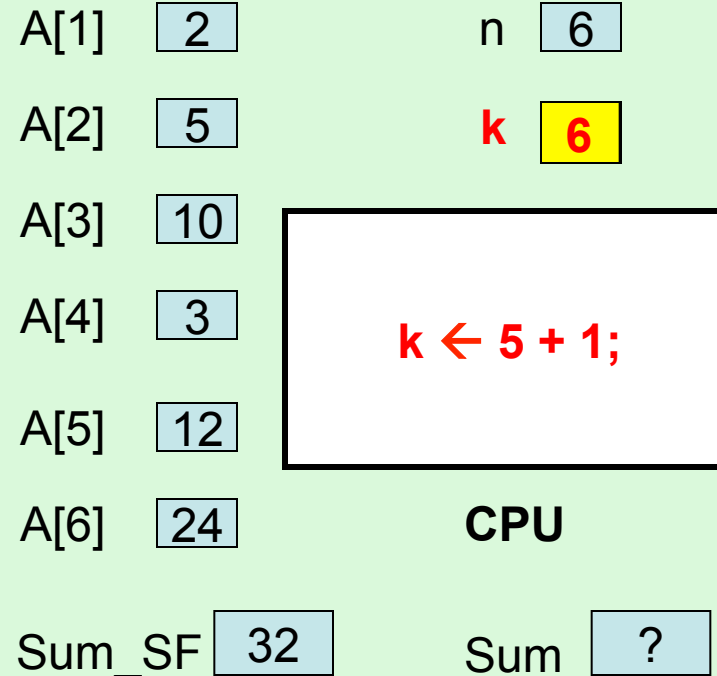 A[1] 2 n 6
A[2] 5 k 6
A[3] 10
A[4] 3 k ← 5 + 1;
A[5] 12
A[6] 24 CPU
Sum_SF 32 Sum ?